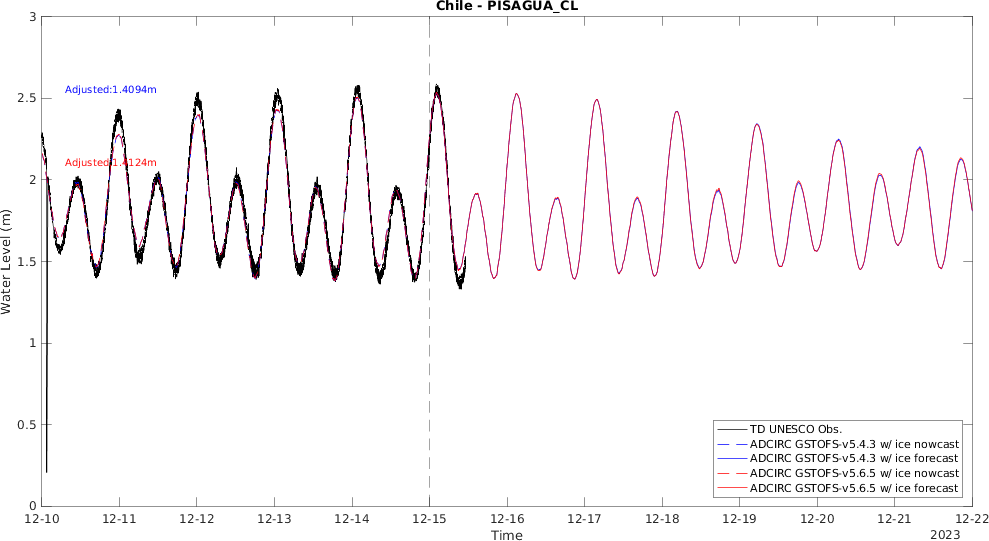 Chile - PISAGUA_CL
3
2.5
2
1.5
1
0.5
0
Water Level (m)
Adjusted:1.4094m
Adjusted:1.4124m
TD UNESCO Obs.
ADCIRC GSTOFS-v5.4.3 w/ ice nowcast
ADCIRC GSTOFS-v5.4.3 w/ ice forecast
ADCIRC GSTOFS-v5.6.5 w/ ice nowcast
ADCIRC GSTOFS-v5.6.5 w/ ice forecast
12-10 12-11 12-12 12-13 12-14 12-15 12-16 12-17 12-18 12-19 12-20 12-21 12-22
Time
2023